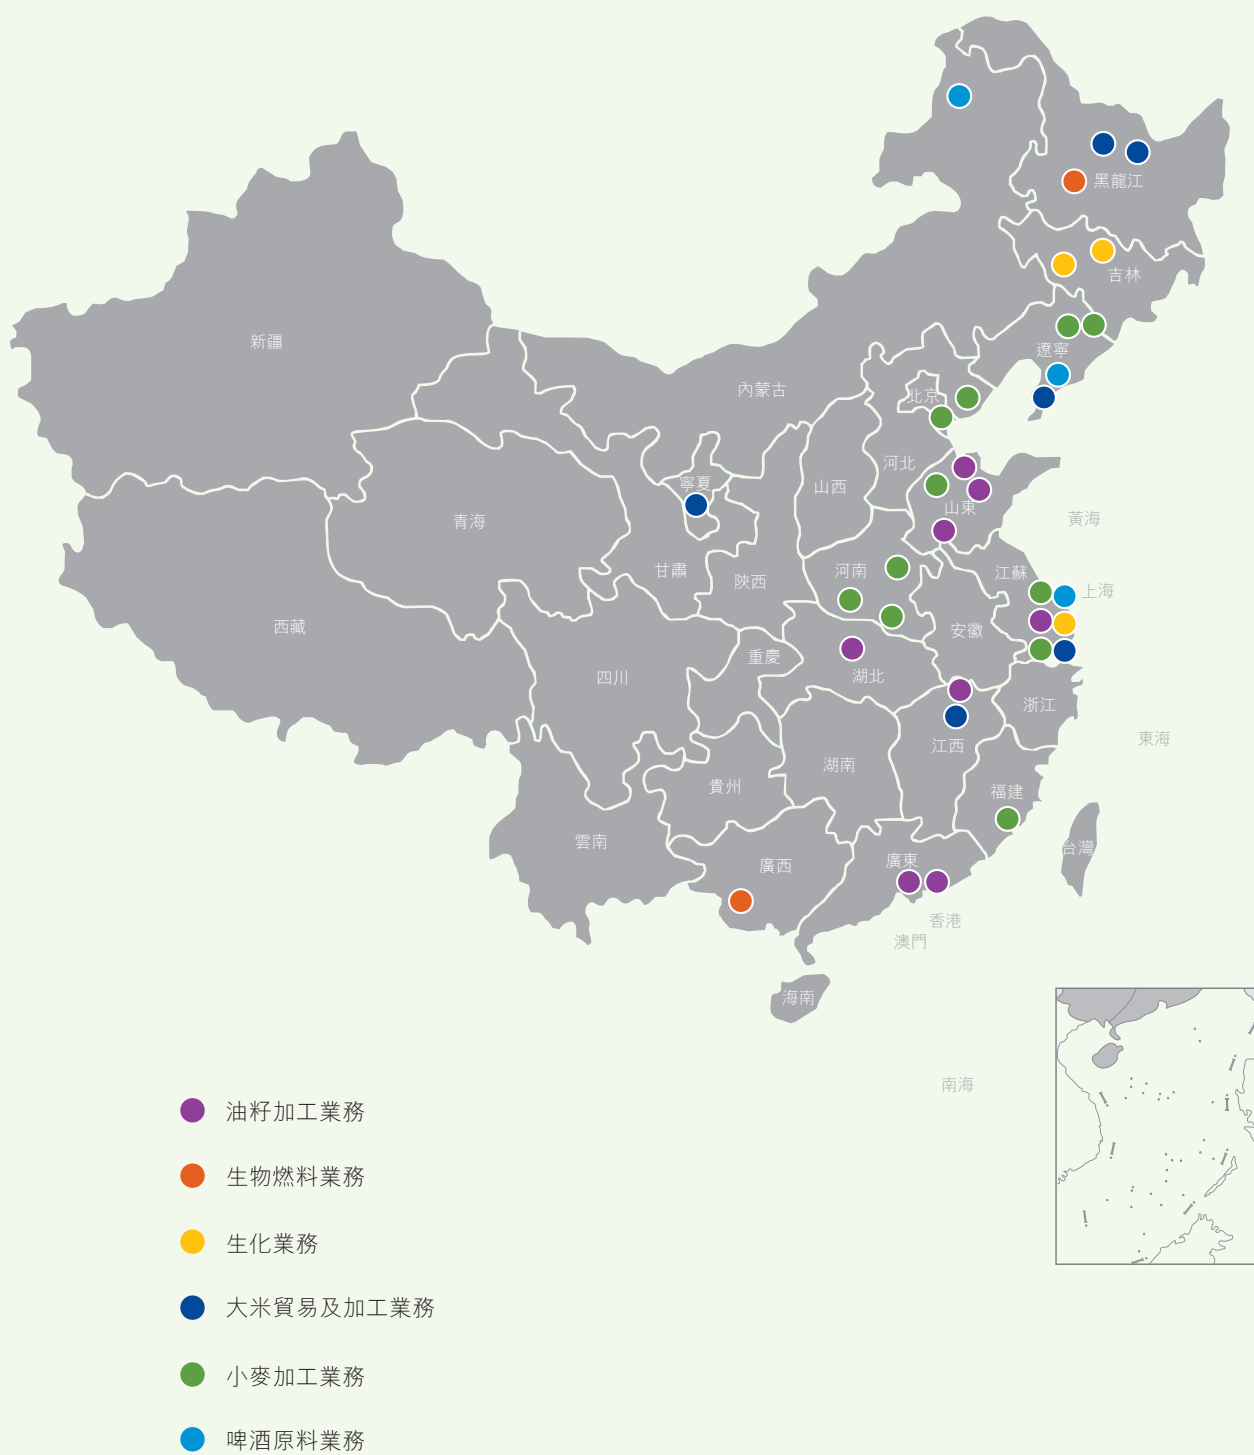 黑龍江
吉林
遼寧
新疆
內蒙古
北京
河北
寧夏
山西
山東
青海
黃海
甘肅
陝西
河南
江蘇
上海
西藏
安徽
重慶
四川
湖北
浙江
東海
江西
湖南
貴州
福建
雲南
台灣
廣西
廣東
香港
澳門
海南
南海
油籽加工業務
生物燃料業務
生化業務
大米貿易及加工業務
小麥加工業務
啤酒原料業務